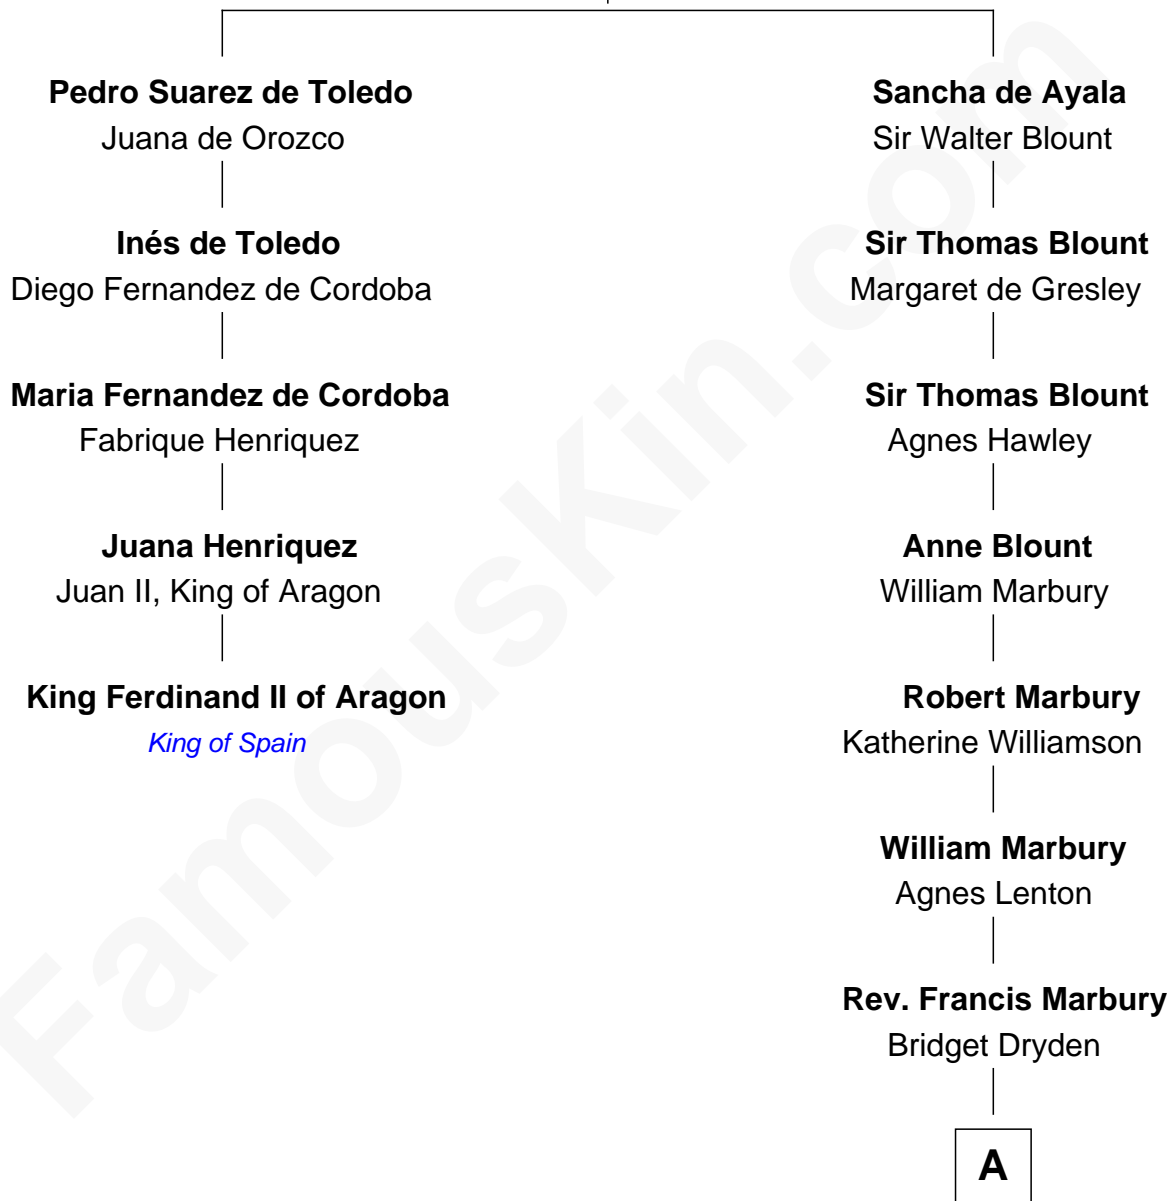 Pedro Suarez de Toledo
Juana de Orozco
Inés de Toledo
Diego Fernandez de Cordoba
Maria Fernandez de Cordoba
Fabrique Henriquez
Juana Henriquez
Juan II, King of Aragon
King Ferdinand II of Aragon
King of Spain
Sancha de Ayala
Sir Walter Blount
Sir Thomas Blount
Margaret de Gresley
Sir Thomas Blount
Agnes Hawley
Anne Blount
William Marbury
Robert Marbury
Katherine Williamson
William Marbury
Agnes Lenton
Rev. Francis Marbury
Bridget Dryden
A
FamousKin.com